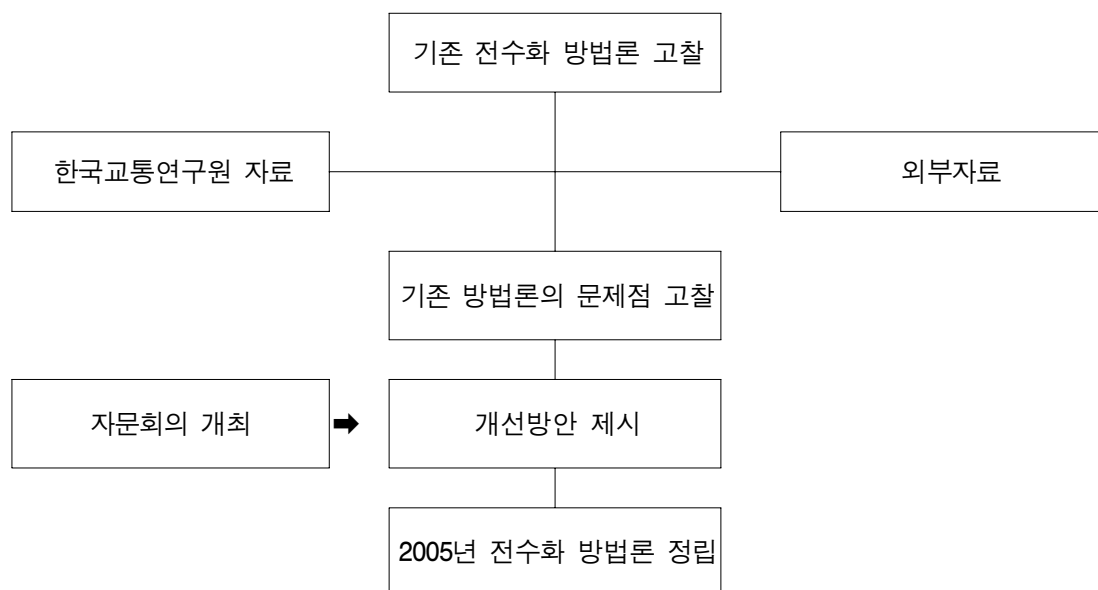 기존 전수화 방법론 고찰
한국교통연구원 자료
외부자료
기존 방법론의 문제점 고찰
자문회의 개최
개선방안 제시
2005년 전수화 방법론 정립